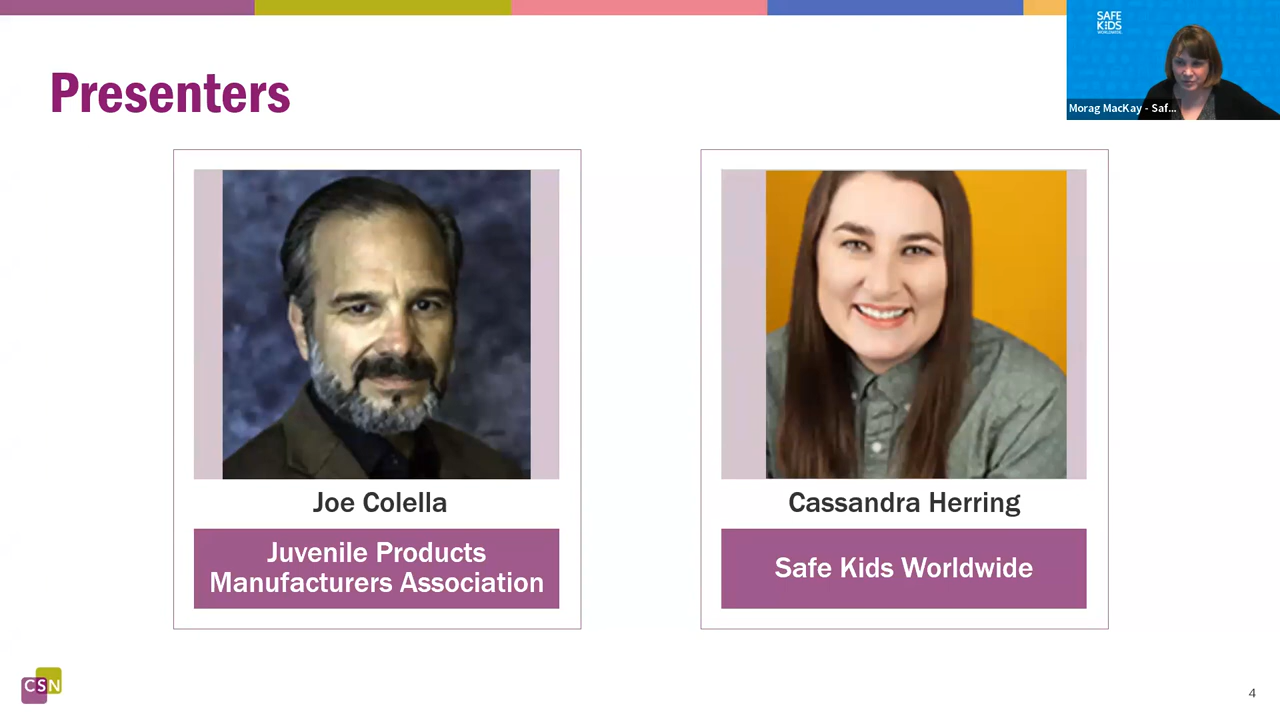 Presenters
SAFE
KIDS
WORLDWIDE
Morag MacKay - Saf...
Joe Colella
Juvenile Products
Manufacturers Association
Cassandra Herring
Safe Kids Worldwide
CSN
4